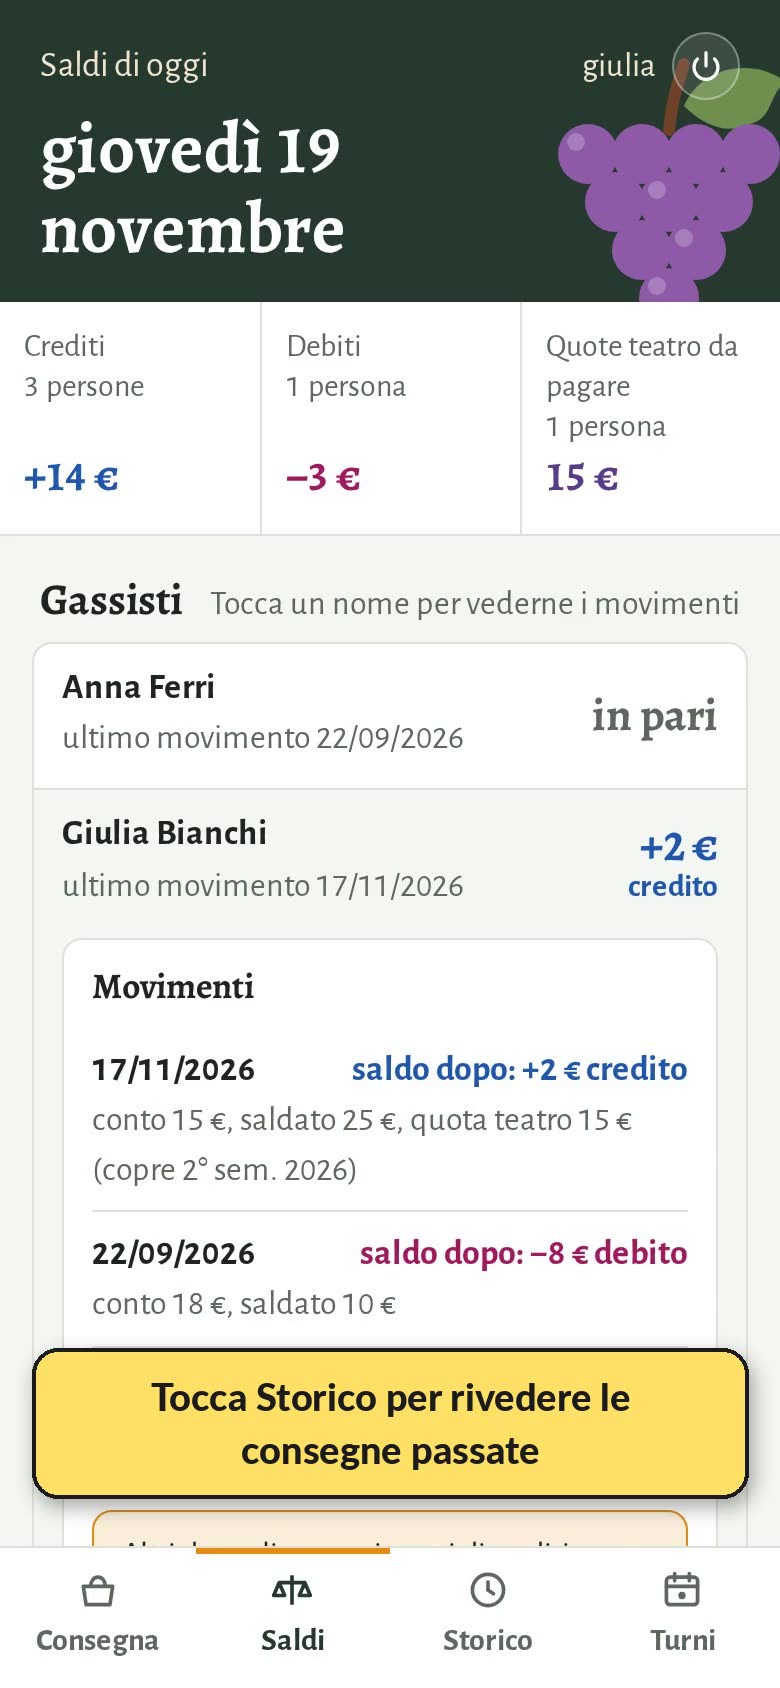 Saldi di oggi
giulia
giovedì 19
novembre
Crediti
3 persone
+14 €
Debiti
1 persona
–3 €
Quote teatro da
pagare
1 persona
15 €
Gassisti
Tocca un nome per vederne i movimenti
Anna Ferri
ultimo movimento 22/09/2026
in pari
Giulia Bianchi
ultimo movimento 17/11/2026
+2 €
credito
Movimenti
17/11/2026
saldo dopo: +2 € credito
conto 15 €, saldato 25 €, quota teatro 15 €
(copre 2° sem. 2026)
22/09/2026
saldo dopo: –8 € debito
conto 18 €, saldato 10 €
Tocca Storico per rivedere le
consegne passate
Consegna
Saldi
Storico
Turni